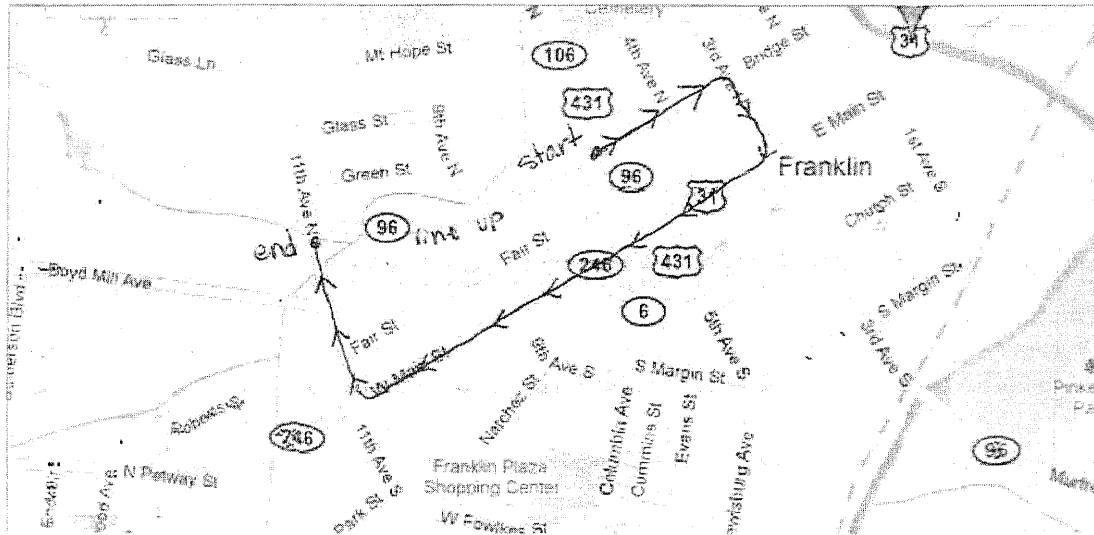 Cemetery
Glass Ln
Mt Hope St
106
4th Ave N
3rd Ave N
Bridge St
31
431
Glass St
9th Ave N
start
E Main St
11th Ave N
Green St
96
Franklin
1st Ave S
31
Church St
end
96
line up
Fair St
246
431
Boyd Mill Ave
6
S Margin St
Fair St
W Main St
9th Ave S
5th Ave S
S Margin St
3rd Ave S
Natchez St
Columbia Ave
Cummins St
Evans St
246
11th Ave S
96
N Petway St
Franklin Plaza
Shopping Center
Park St
W Fowlkes St